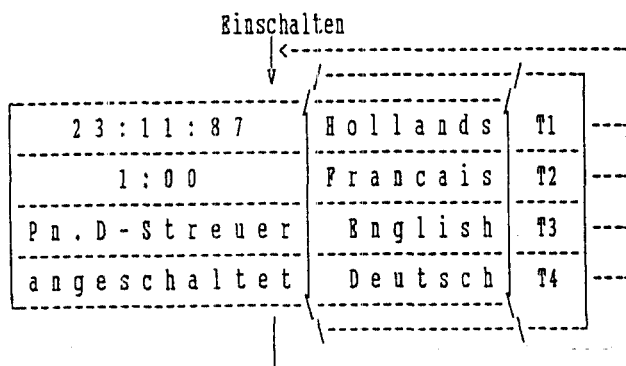 Einschalten
23:11:87 Hollands T1
1:00 Francais T2
Pn.D-Streuer English T3
angeschaltet Deutsch T4